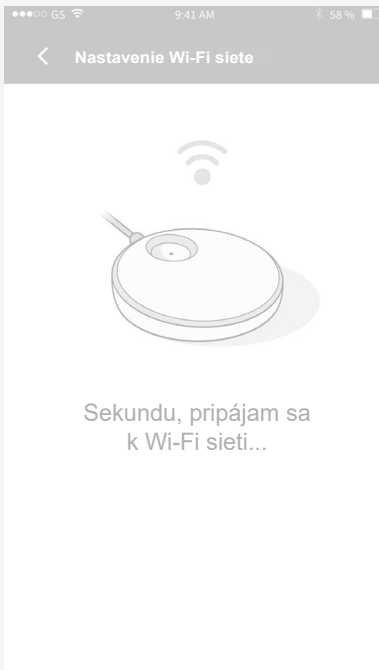 GS 9:41 AM 58 %
Nastavenie Wi-Fi siete
Sekundu, pripájam sa
k Wi-Fi sieti...